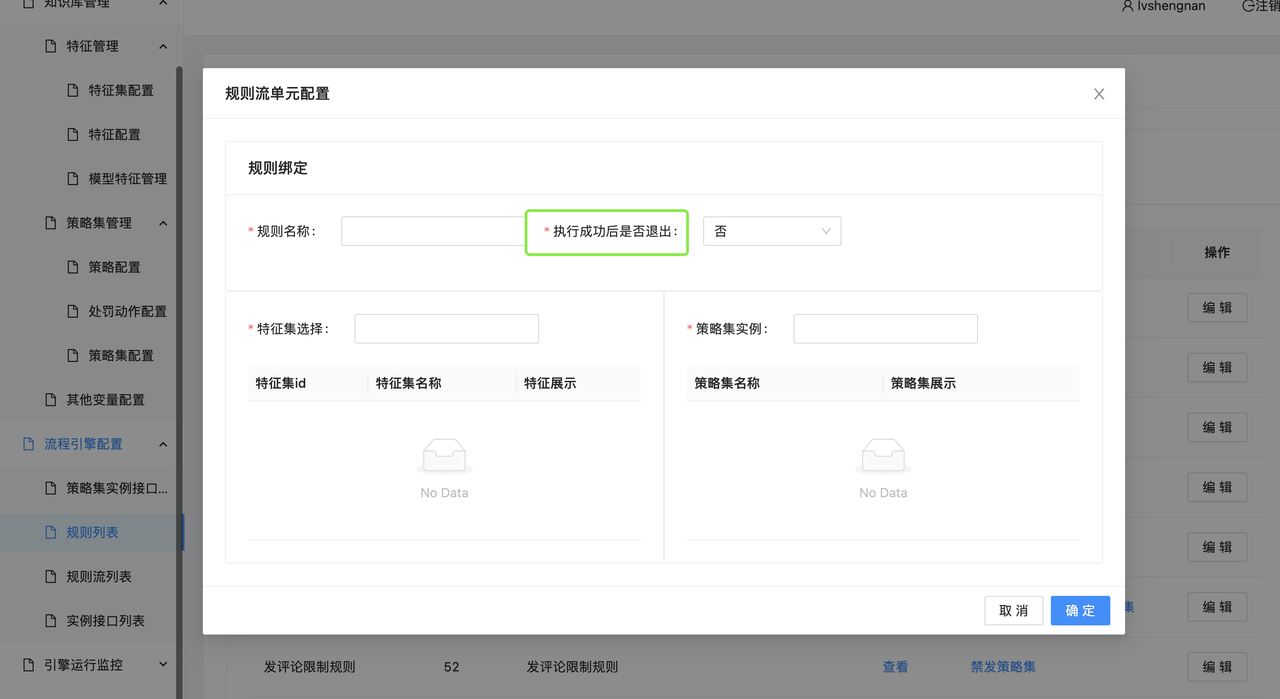 知识库管理
lvshengnan
注销
特征管理
特征集配置
特征配置
模型特征管理
策略集管理
策略配置
处罚动作配置
策略集配置
其他变量配置
流程引擎配置
策略集实例接口...
规则列表
规则流列表
实例接口列表
引擎运行监控
规则流单元配置
规则绑定
* 规则名称:
* 执行成功后是否退出:
否
* 特征集选择:
* 策略集实例:
特征集id 特征集名称 特征展示
策略集名称 策略集展示
No Data
No Data
取 消
确 定
操作
编 辑
编 辑
编 辑
编 辑
编 辑
集
编 辑
发评论限制规则 52 发评论限制规则 查看 禁发策略集 编 辑